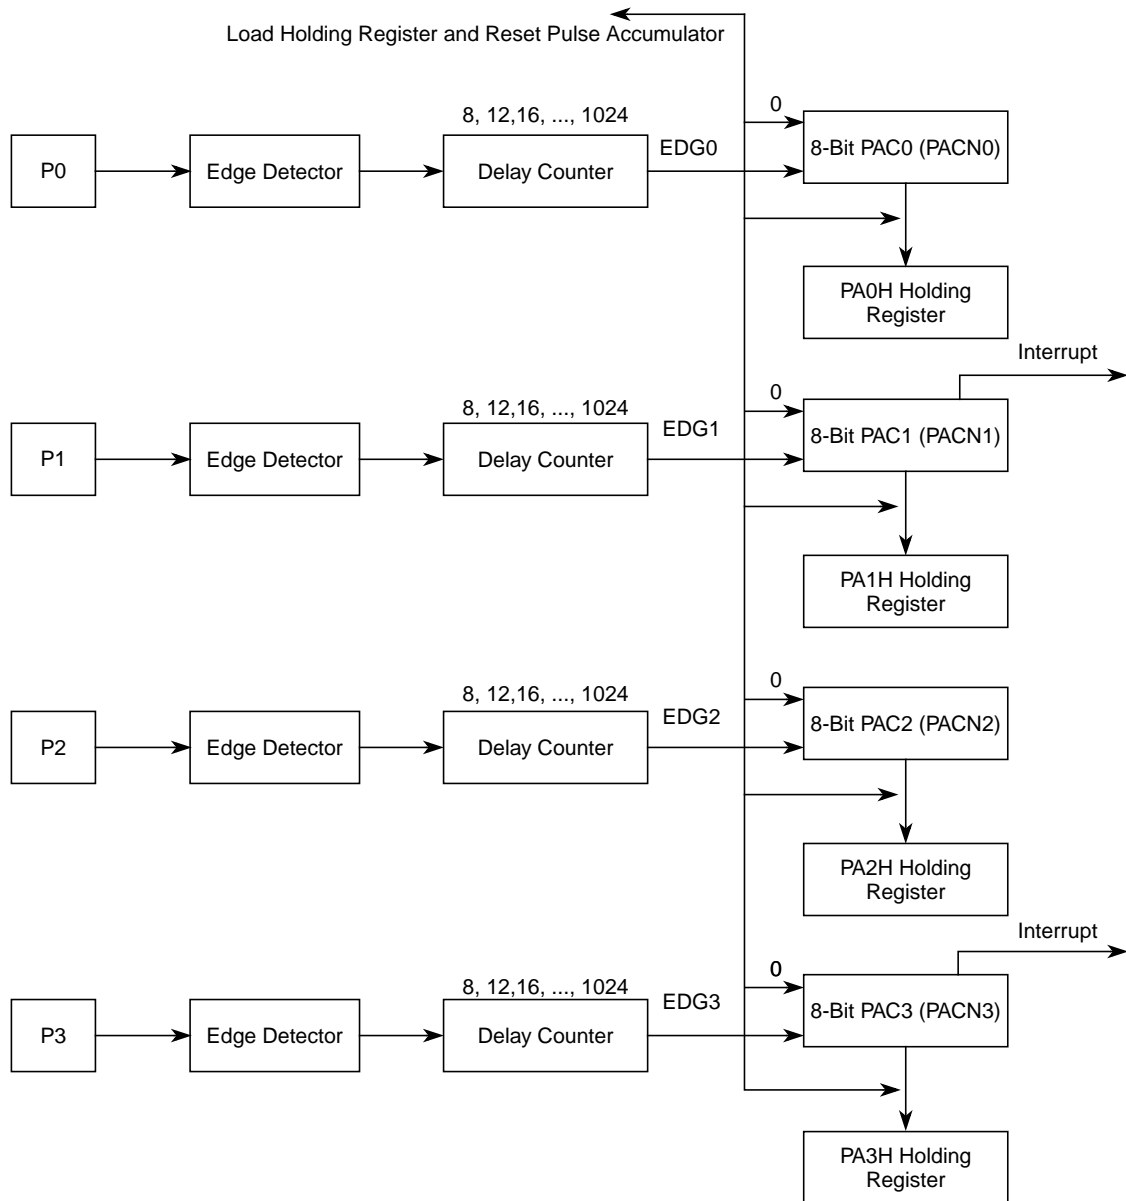 Load Holding Register and Reset Pulse Accumulator
8, 12,16, ..., 1024
0
EDG0
P0
Edge Detector
Delay Counter
8-Bit PAC0 (PACN0)
PA0H Holding
Register
Interrupt
8, 12,16, ..., 1024
0
EDG1
P1
Edge Detector
Delay Counter
8-Bit PAC1 (PACN1)
PA1H Holding
Register
8, 12,16, ..., 1024
0
EDG2
P2
Edge Detector
Delay Counter
8-Bit PAC2 (PACN2)
PA2H Holding
Register
Interrupt
8, 12,16, ..., 1024
0
EDG3
P3
Edge Detector
Delay Counter
8-Bit PAC3 (PACN3)
PA3H Holding
Register